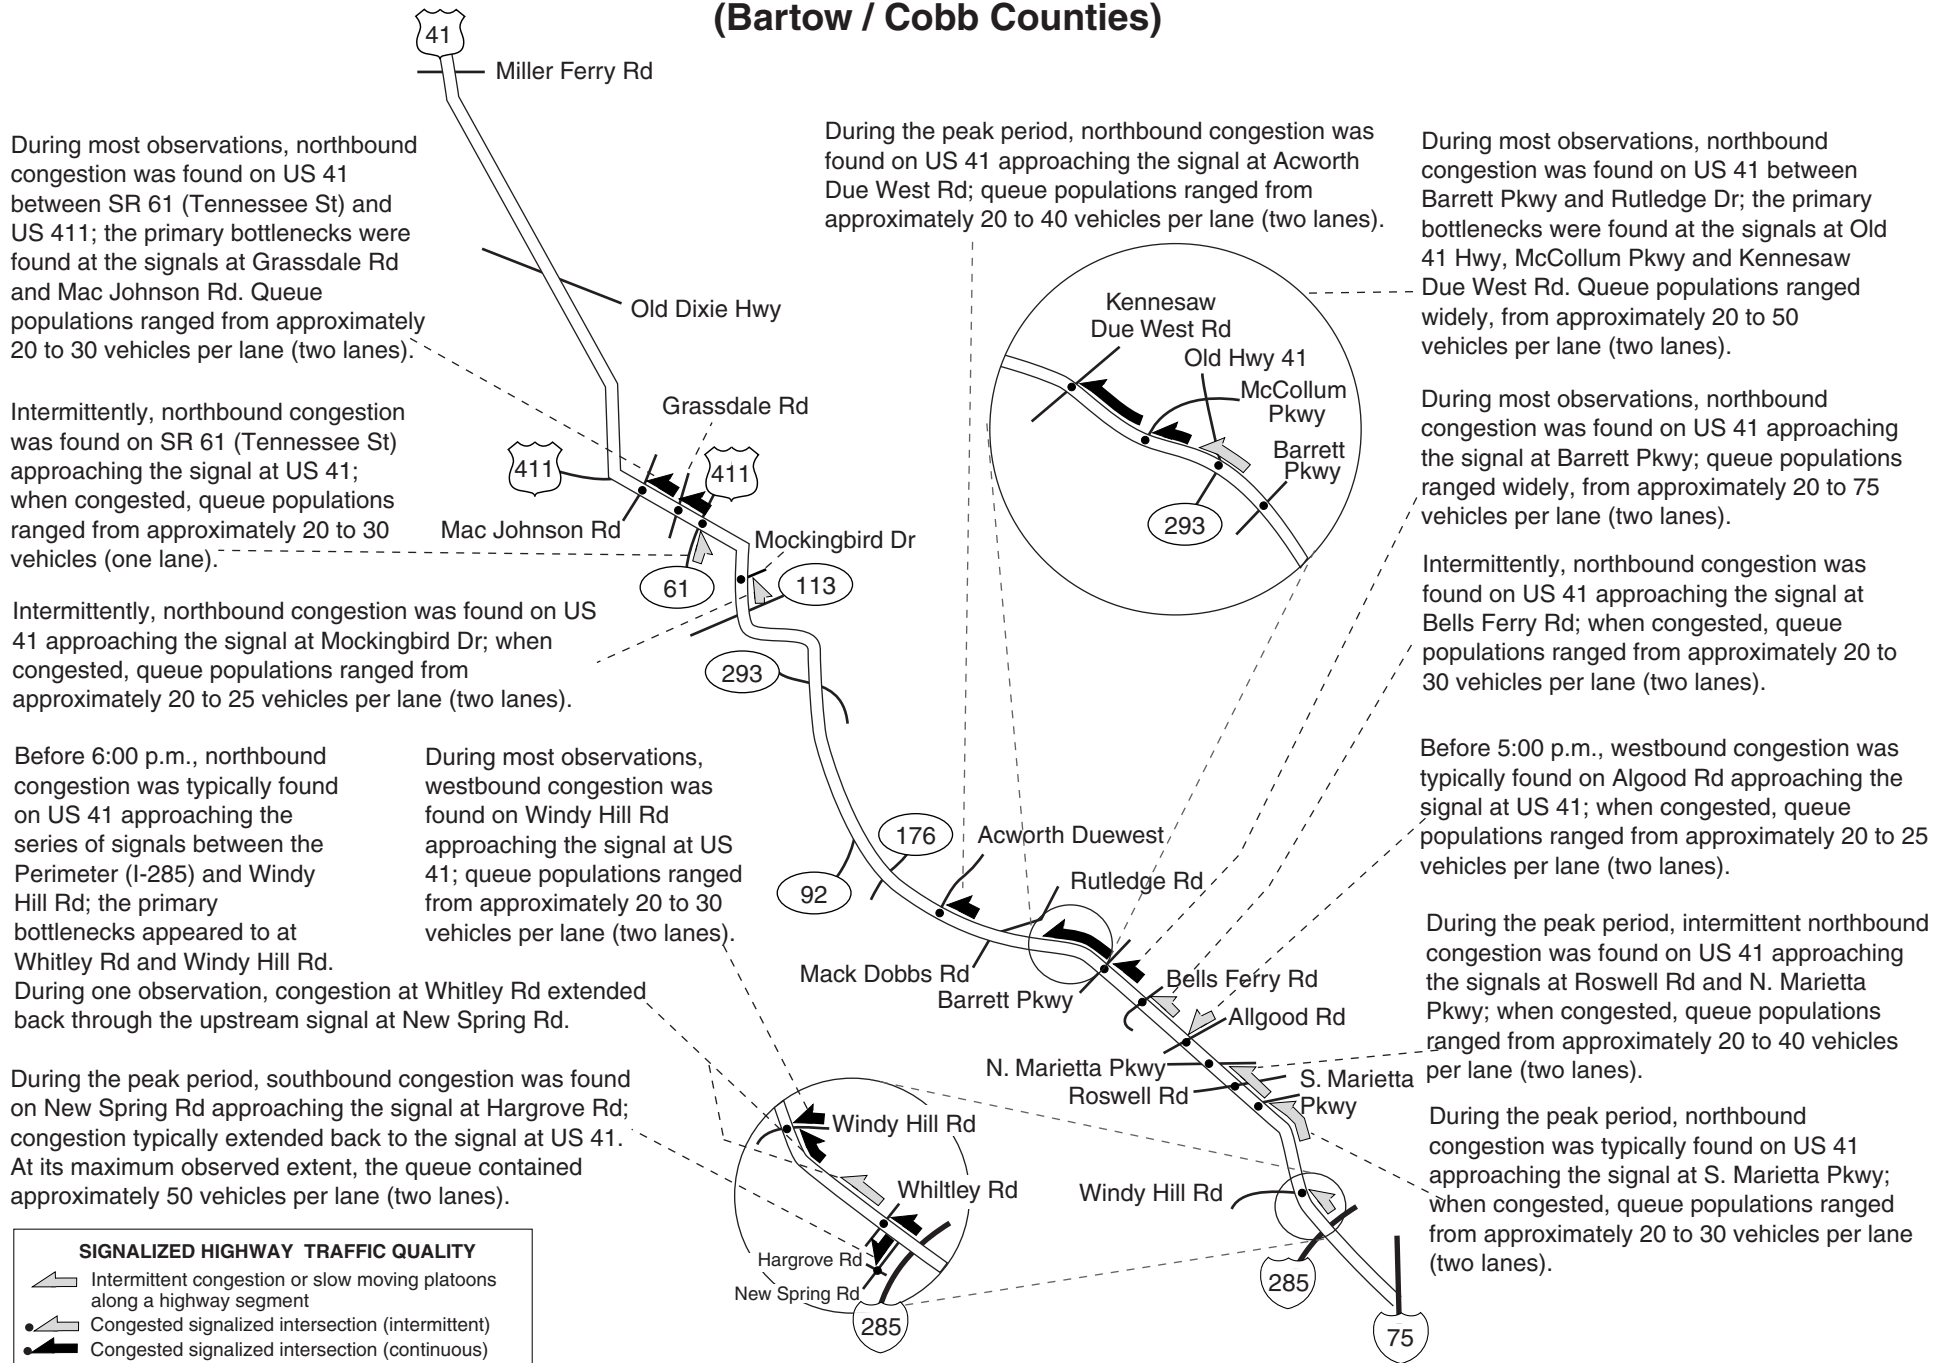 (Bartow / Cobb Counties)
41
Miller Ferry Rd
During most observations, northbound
congestion was found on US 41
between SR 61 (Tennessee St) and
US 411; the primary bottlenecks were
found at the signals at Grassdale Rd
and Mac Johnson Rd. Queue
populations ranged from approximately
20 to 30 vehicles per lane (two lanes).
During the peak period, northbound congestion was
found on US 41 approaching the signal at Acworth
Due West Rd; queue populations ranged from
approximately 20 to 40 vehicles per lane (two lanes).
During most observations, northbound
congestion was found on US 41 between
Barrett Pkwy and Rutledge Dr; the primary
bottlenecks were found at the signals at Old
41 Hwy, McCollum Pkwy and Kennesaw
Due West Rd. Queue populations ranged
widely, from approximately 20 to 50
vehicles per lane (two lanes).
Old Dixie Hwy
Kennesaw
Due West Rd
Old Hwy 41
McCollum
Pkwy
Barrett
Pkwy
293
Intermittently, northbound congestion
was found on SR 61 (Tennessee St)
approaching the signal at US 41;
when congested, queue populations
ranged from approximately 20 to 30
vehicles (one lane).
Grassdale Rd
411
411
Mac Johnson Rd
Mockingbird Dr
61
113
During most observations, northbound
congestion was found on US 41 approaching
the signal at Barrett Pkwy; queue populations
ranged widely, from approximately 20 to 75
vehicles per lane (two lanes).
Intermittently, northbound congestion was
found on US 41 approaching the signal at
Bells Ferry Rd; when congested, queue
populations ranged from approximately 20 to
30 vehicles per lane (two lanes).
Intermittently, northbound congestion was found on US
41 approaching the signal at Mockingbird Dr; when
congested, queue populations ranged from
approximately 20 to 25 vehicles per lane (two lanes).
293
Before 6:00 p.m., northbound
congestion was typically found
on US 41 approaching the
series of signals between the
Perimeter (I-285) and Windy
Hill Rd; the primary
bottlenecks appeared to at
Whitley Rd and Windy Hill Rd.
During one observation, congestion at Whitley Rd extended
back through the upstream signal at New Spring Rd.
During most observations,
westbound congestion was
found on Windy Hill Rd
approaching the signal at US
41; queue populations ranged
from approximately 20 to 30
vehicles per lane (two lanes).
176
92
Acworth Duewest
Rutledge Rd
Mack Dobbs Rd
Barrett Pkwy
Bells Ferry Rd
Allgood Rd
N. Marietta Pkwy
Roswell Rd
S. Marietta
Pkwy
Windy Hill Rd
285
75
Before 5:00 p.m., westbound congestion was
typically found on Algood Rd approaching the
signal at US 41; when congested, queue
populations ranged from approximately 20 to 25
vehicles per lane (two lanes).
During the peak period, intermittent northbound
congestion was found on US 41 approaching
the signals at Roswell Rd and N. Marietta
Pkwy; when congested, queue populations
ranged from approximately 20 to 40 vehicles
per lane (two lanes).
During the peak period, northbound
congestion was typically found on US 41
approaching the signal at S. Marietta Pkwy;
when congested, queue populations ranged
from approximately 20 to 30 vehicles per lane
(two lanes).
During the peak period, southbound congestion was found
on New Spring Rd approaching the signal at Hargrove Rd;
congestion typically extended back to the signal at US 41.
At its maximum observed extent, the queue contained
approximately 50 vehicles per lane (two lanes).
Windy Hill Rd
Whiltley Rd
Hargrove Rd
New Spring Rd
285
SIGNALIZED HIGHWAY TRAFFIC QUALITY
Intermittent congestion or slow moving platoons
along a highway segment
Congested signalized intersection (intermittent)
Congested signalized intersection (continuous)